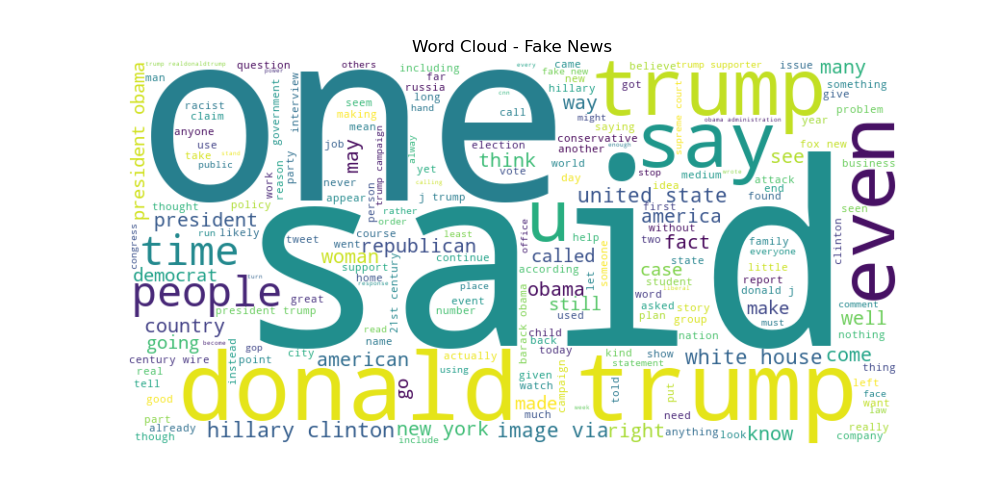 Word Cloud - Fake News
trump realdonaldtrump
question
power
others
including
came
believe
trump supporter
issue
many
man
president obama
one
trump
fake new
new
far
russia
seem
long
got
hillary
way
something
give
racist
claim
government
interview
making
hand
cnn
call
might
saying
say
supreme court
obama administration
year
problem
anyone
use
take
stand
public
reason
party
mean
job
may
trump campaign
alway
yet
election
vote
enough
think
conservative
another
world
stop
medium
wrote
see
fox new
business
even
work
calling
never
appear
day
idea
attack
end
found
seen
thought
policy
person
rather
order
j trump
united state
america
first
without
president
run
likely
tweet
course
went
u
office
help
two
fact
family
everyone
clinton
congress
time
woman
support
republican
least
continue
called
someone
state
said
democrat
turn
home
response
21st century
according
let
case
student
liberal
little
report
donald j
people
great
place
event
number
obama
still
word
make
comment
president trump
used
asked
plan
story
group
must
well
country
read
name
barack obama
child
back
nation
nothing
going
become
gop
city
today
kind
show
white house
come
century wire
instead
point
american
actually
statement
thing
real
tell
donald trump
go
using
given
watch
campaign
told
put
left
face
good
made
week
want
law
part
much
need
really
already
though
hillary clinton
new york
include
image via
right
anything
look
know
company
every